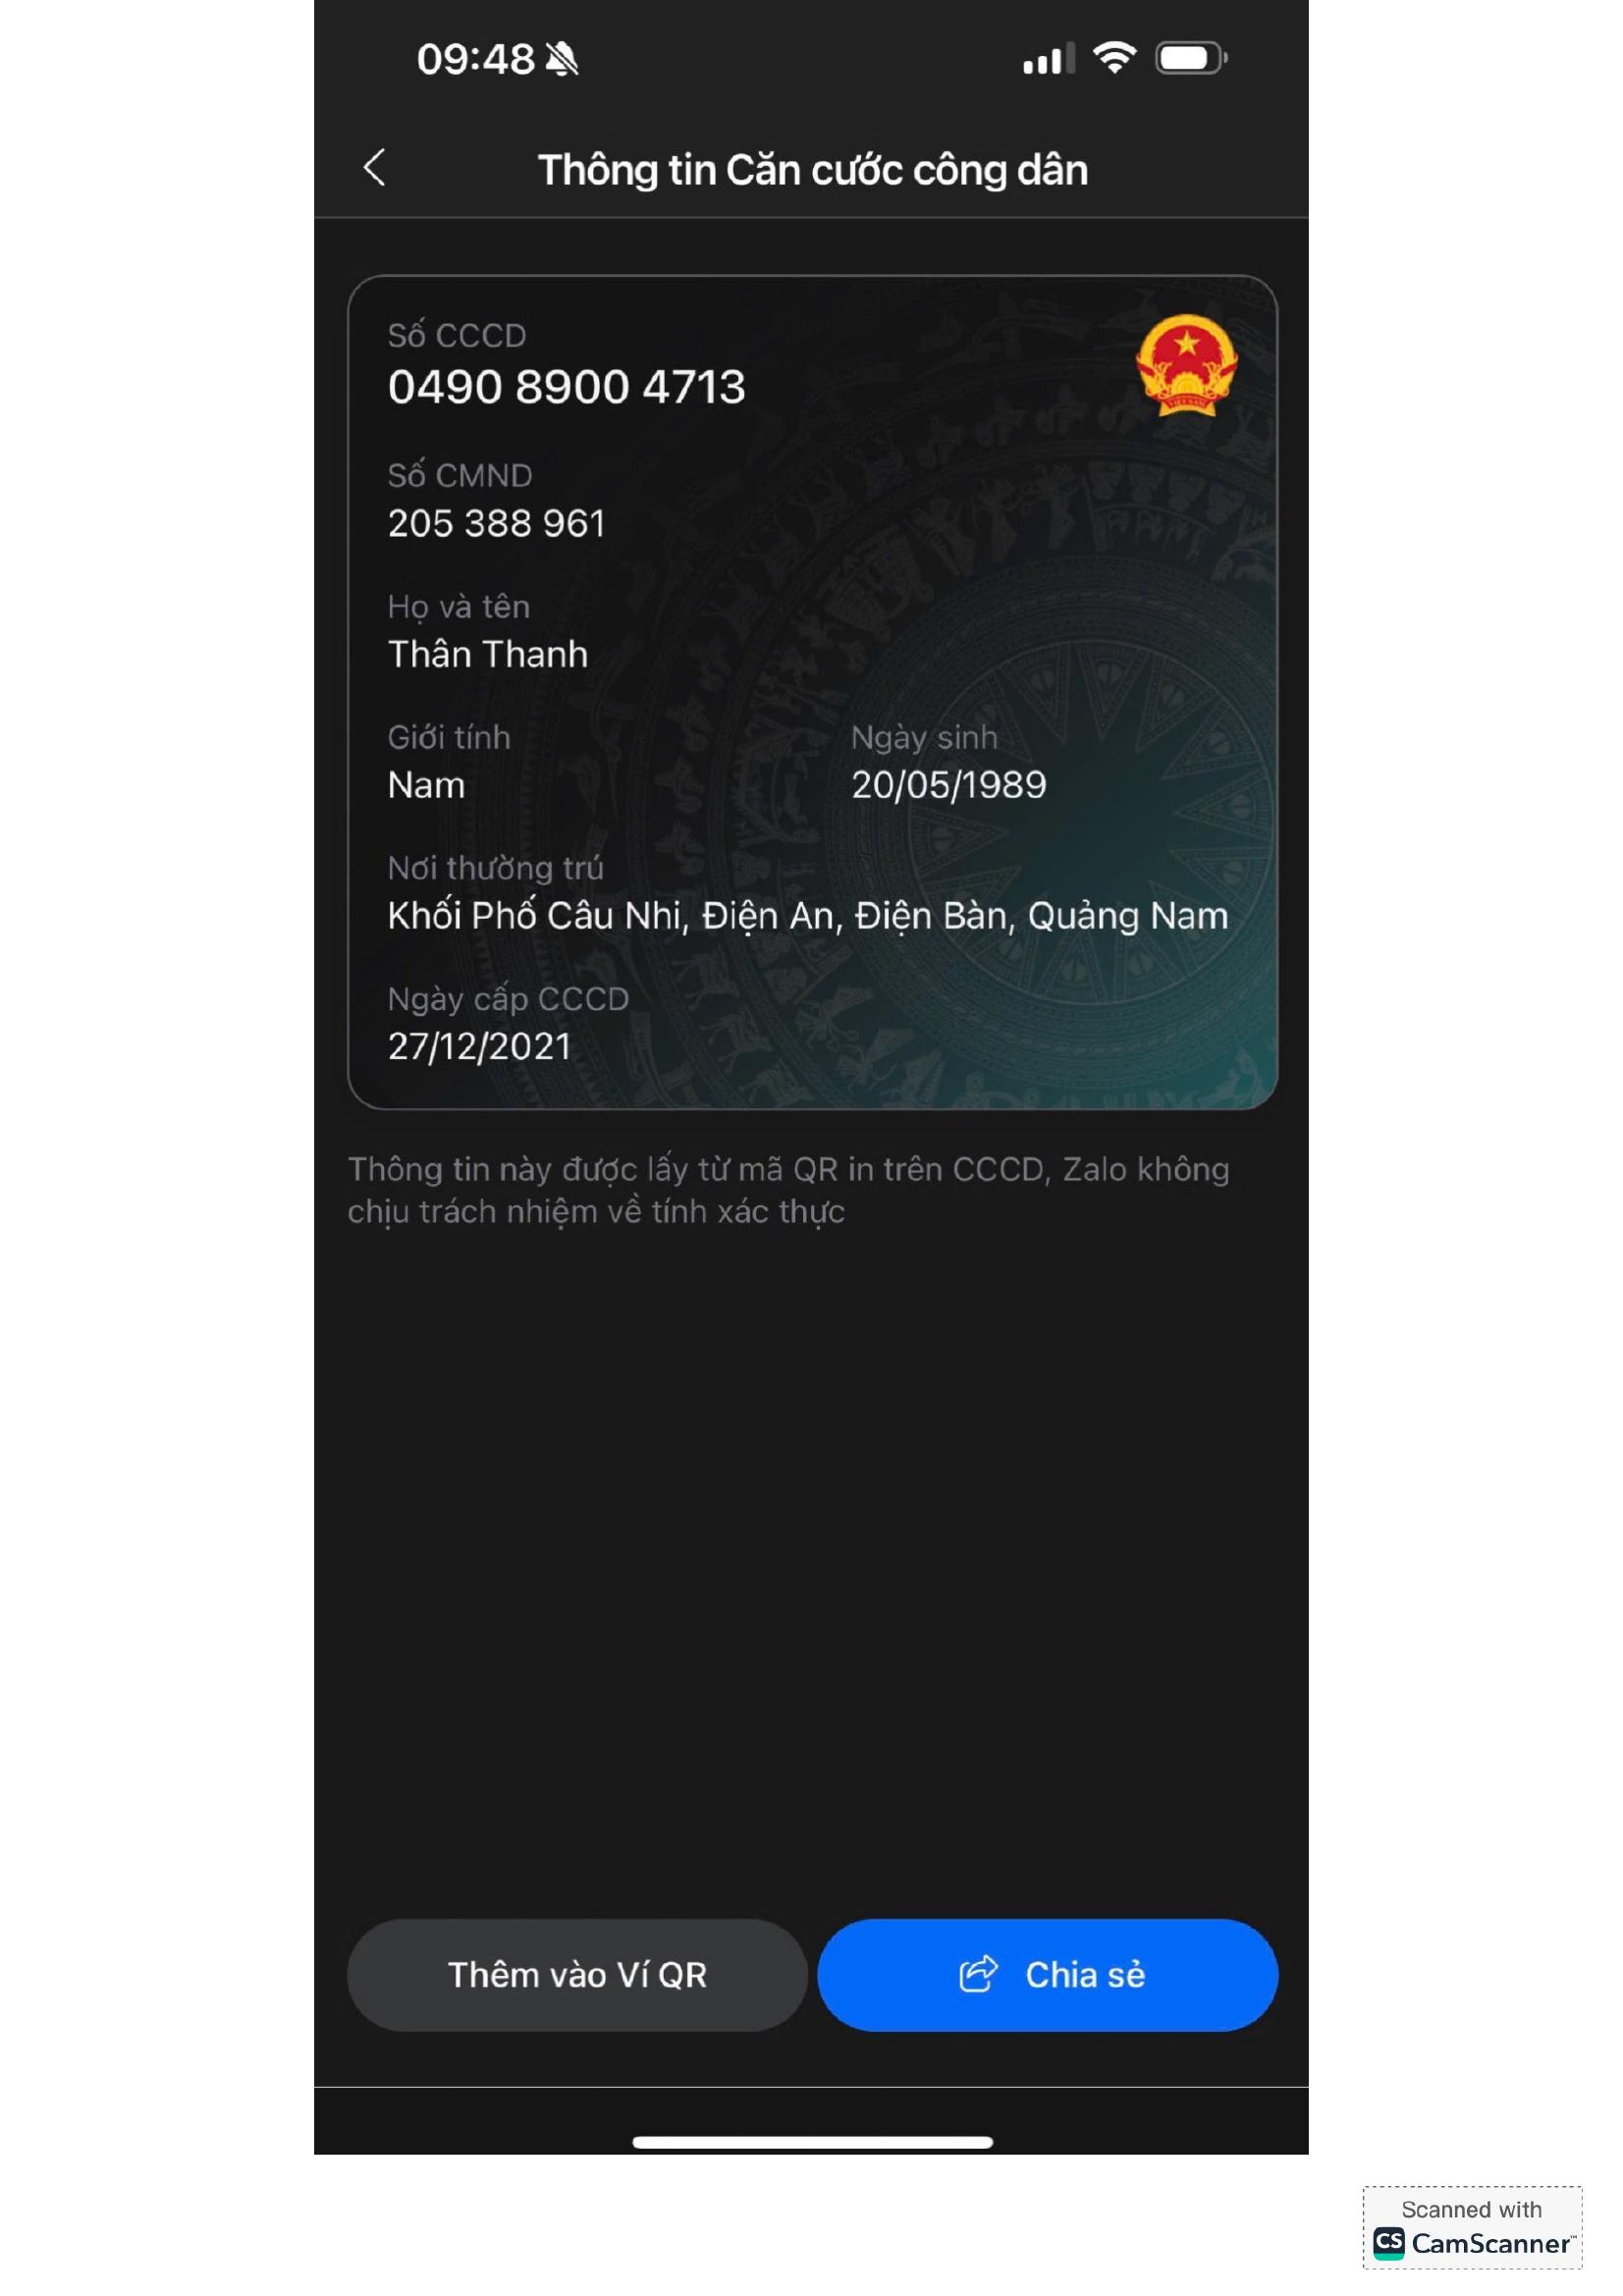 09:48
Thông tin Căn cước công dân
Số CCCD
0490 8900 4713
Số CMND
205 388 961
Họ và tên
Thân Thanh
Giới tính
Nam
Ngày sinh
20/05/1989
Nơi thường trú
Khối Phố Câu Nhi, Điện An, Điện Bàn, Quảng Nam
Ngày cấp CCCD
27/12/2021
Thông tin này được lấy từ mã QR in trên CCCD, Zalo không
chịu trách nhiệm về tính xác thực
Thêm vào Ví QR
Chia sẻ
Scanned with
CS CamScanner™